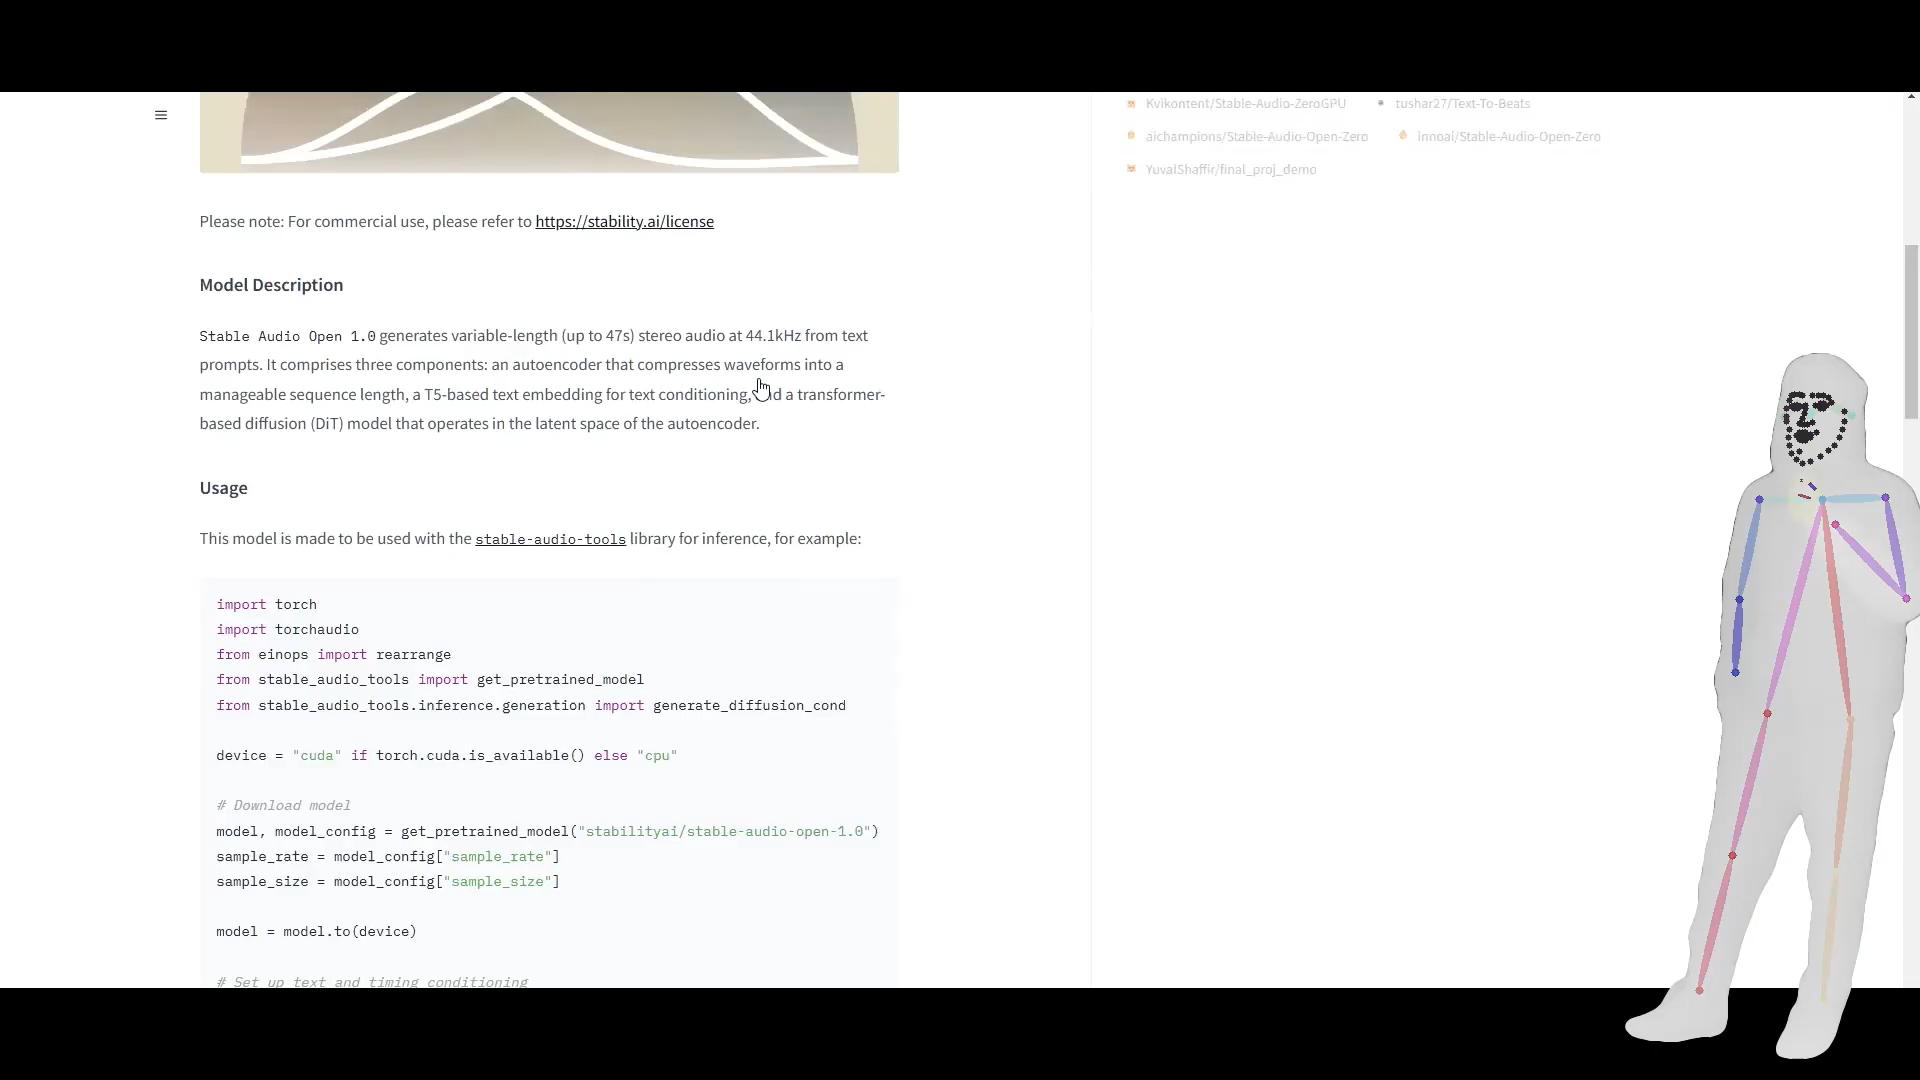 Kvikontent/Stable-Audio-ZeroGPU
tushar27/Text-To-Beats
aichampions/Stable-Audio-Open-Zero
innoai/Stable-Audio-Open-Zero
YuvalShaffir/final_proj_demo
Please note: For commercial use, please refer to https://stability.ai/license
Model Description
Stable Audio Open 1.0 generates variable-length (up to 47s) stereo audio at 44.1kHz from text
prompts. It comprises three components: an autoencoder that compresses waveforms into
manageable sequence length, a T5-based text embedding for text conditioning, a transformer-
based diffusion (DiT) model that operates in the latent space of the autoencoder.
Usage
This model is made to be used with the stable-audio-tools library for inference, for example:
import torch
import torchaudio
from einops import rearrange
from stable_audio_tools import get_pretrained_model
from stable_audio_tools.inference.generation import generate_diffusion_cond
device = "cuda" if torch.cuda.is_available() else "cpu"
# Download model
model, model_config = get_pretrained_model("stabilityai/stable-audio-open-1.0")
sample_rate = model_config["sample_rate"]
sample_size = model_config["sample_size"]
model = model.to(device)
# Set up text and timing conditioning